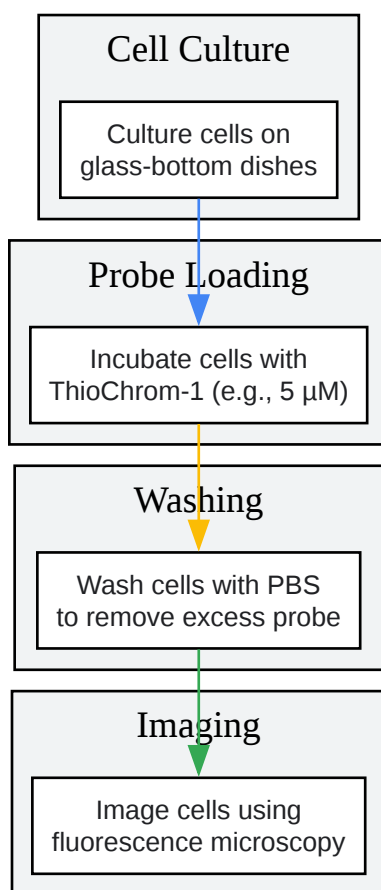 Cell Culture
Culture cells on
glass-bottom dishes
Probe Loading
Incubate cells with
ThioChrom-1 (e.g., 5 µM)
Washing
Wash cells with PBS
to remove excess probe
Imaging
Image cells using
fluorescence microscopy